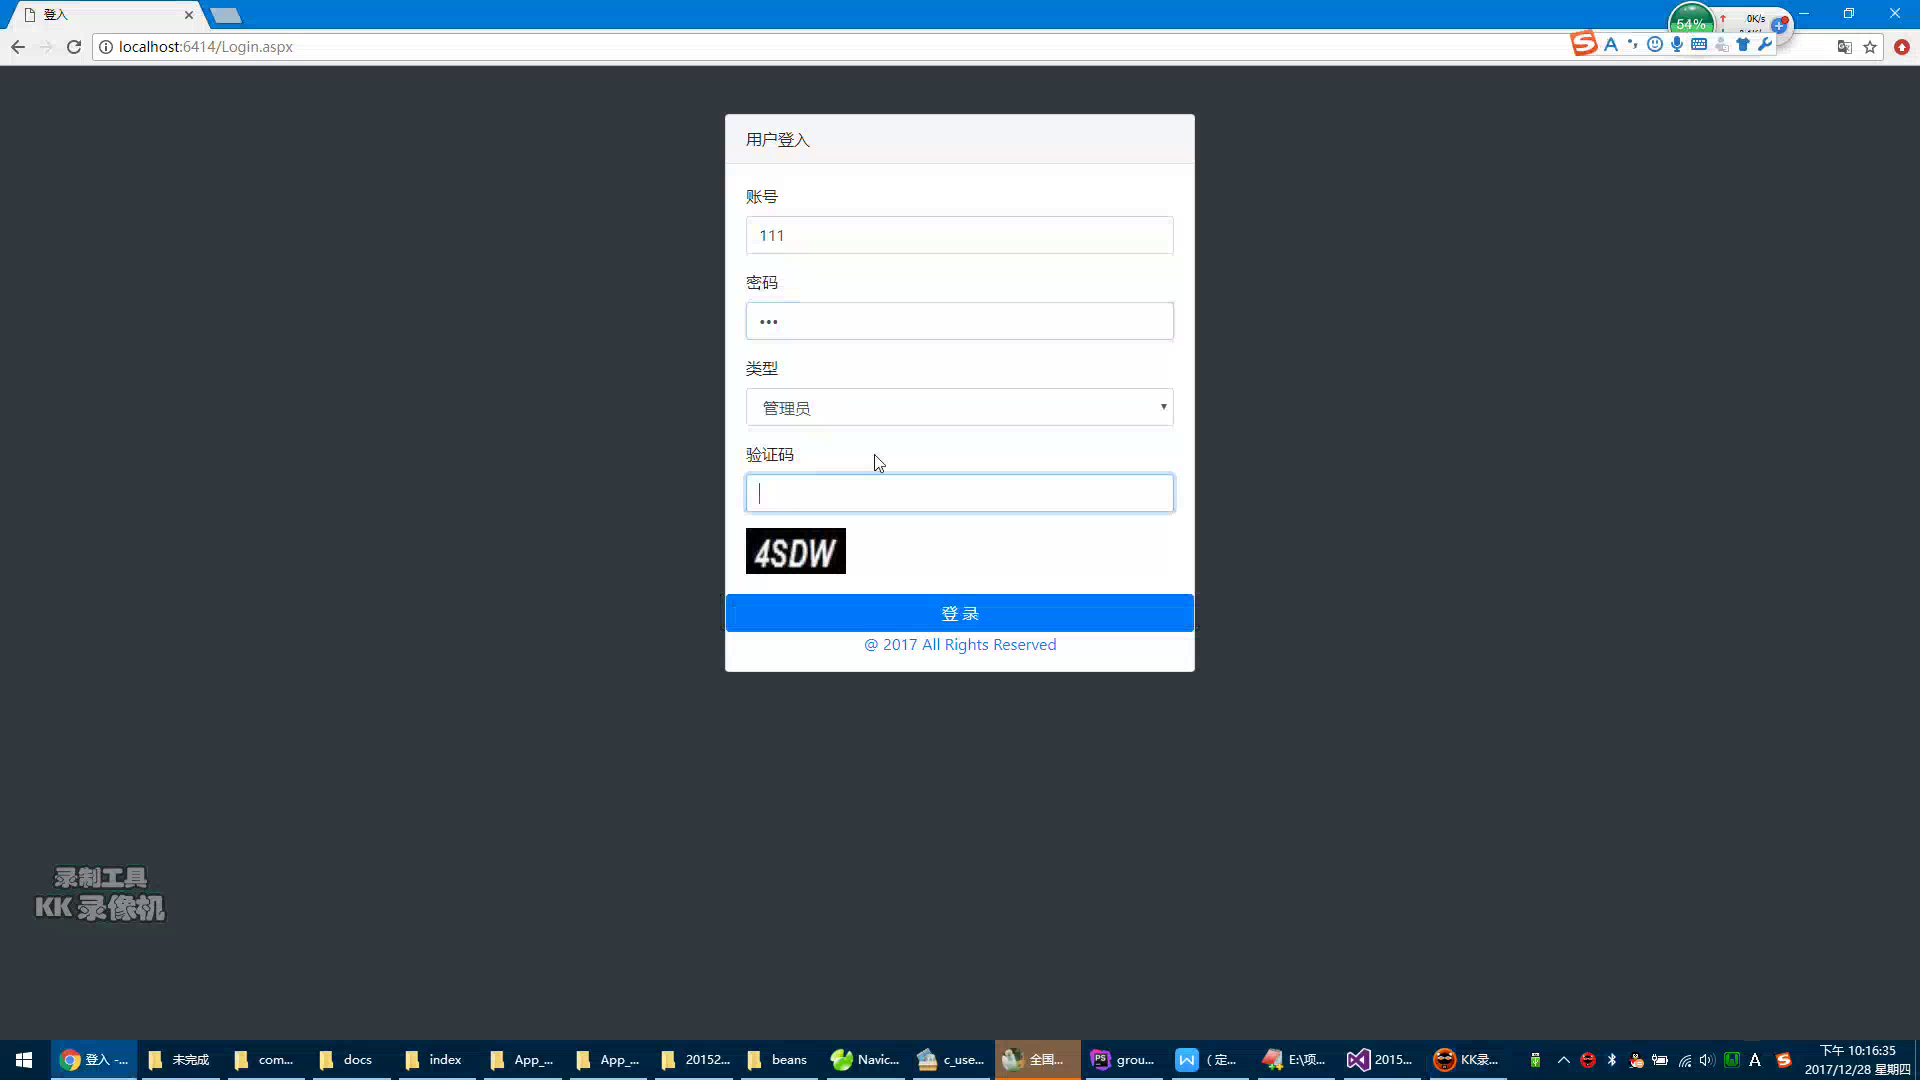 登入
54%
0K/s
localhost:6414/Login.aspx
用户登入
账号
111
密码
类型
管理员
验证码
4SDW
登 录
@ 2017 All Rights Reserved
录制工具
KK 录像机
登入 -...
未完成
com...
docs
index
App_...
App_...
20152...
beans
Navic...
c_use...
全国...
grou...
（定...
E:\项...
2015...
KK录...
下午 10:16:35
2017/12/28 星期四